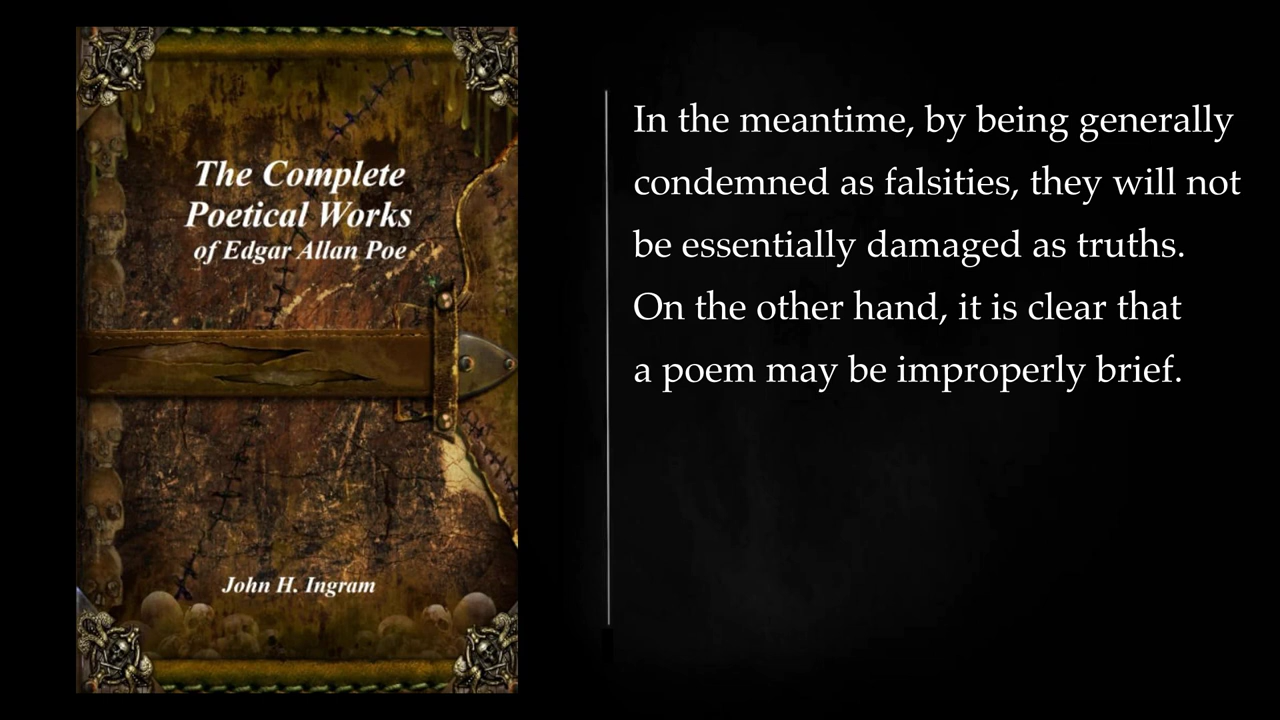 The Complete
Poetical Works
of Edgar Allan Poe
John H. Ingram
In the meantime, by being generally
condemned as falsities, they will not
be essentially damaged as truths.
On the other hand, it is clear that
a poem may be improperly brief.